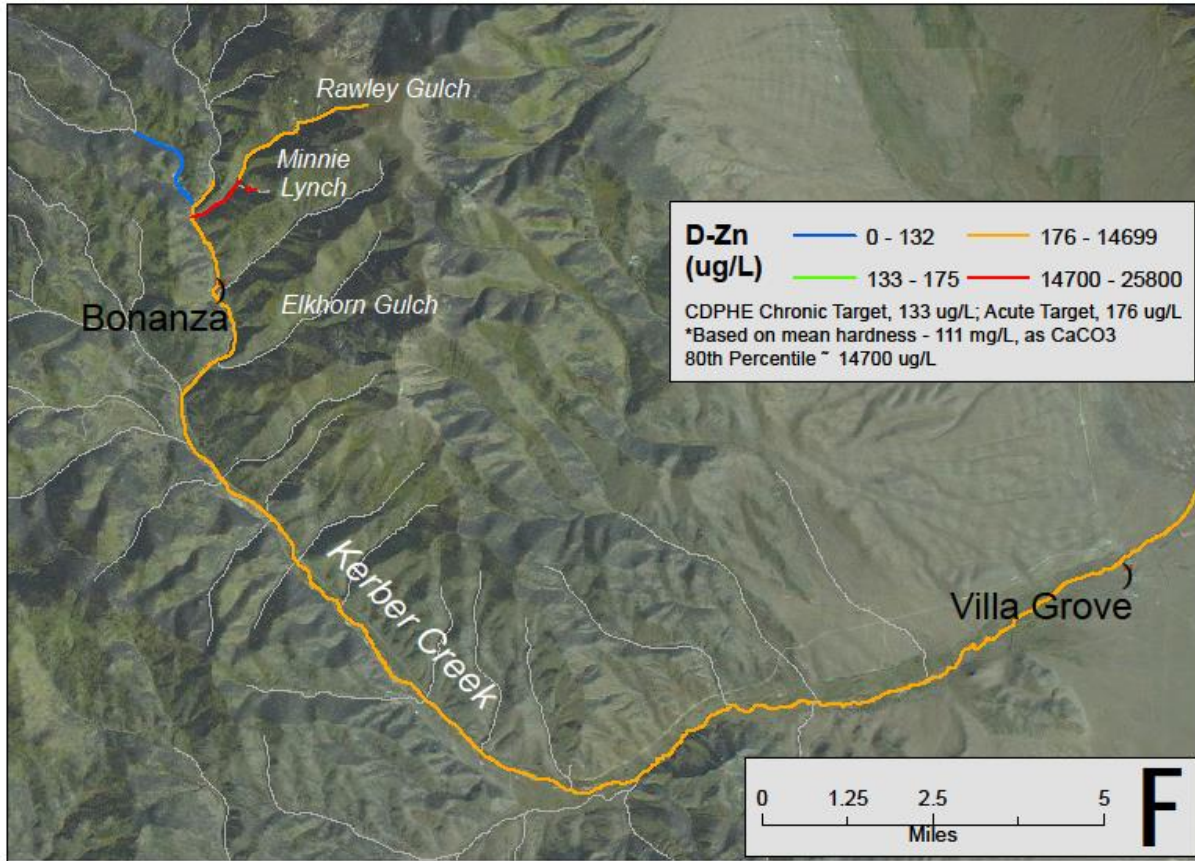 Rawley Gulch
Minnie
Lynch
Bonanza
Elkhorn Gulch
D-Zn
(ug/L)
0 - 132
176 - 14699
133 - 175
14700 - 25800
CDPHE Chronic Target, 133 ug/L; Acute Target, 176 ug/L
*Based on mean hardness - 111 mg/L, as CaCO3
80th Percentile ~ 14700 ug/L
Kerber Creek
Villa Grove
0 1.25 2.5 5
Miles
F